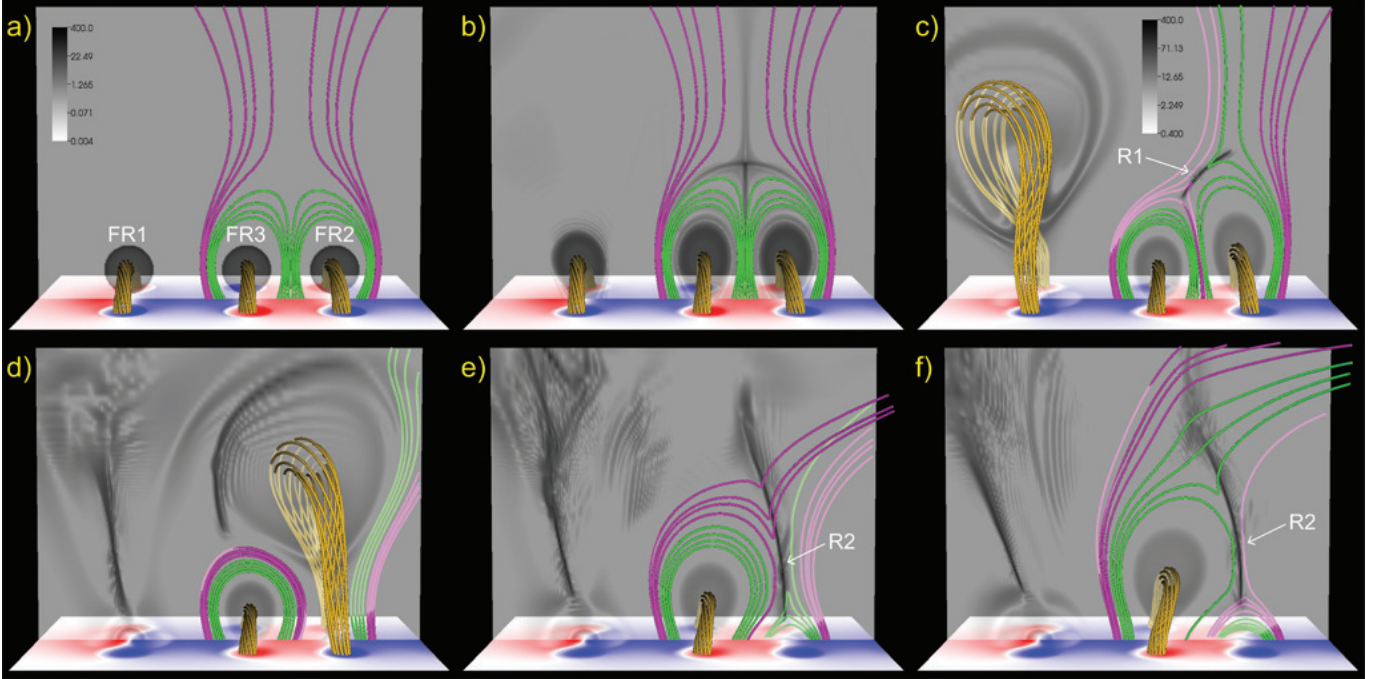 a)
400.0
22.49
1.265
0.071
0.004
FR1
FR3
FR2
b)
c)
400.0
71.13
12.65
2.249
0.400
R1
d)
e)
R2
f)
R2